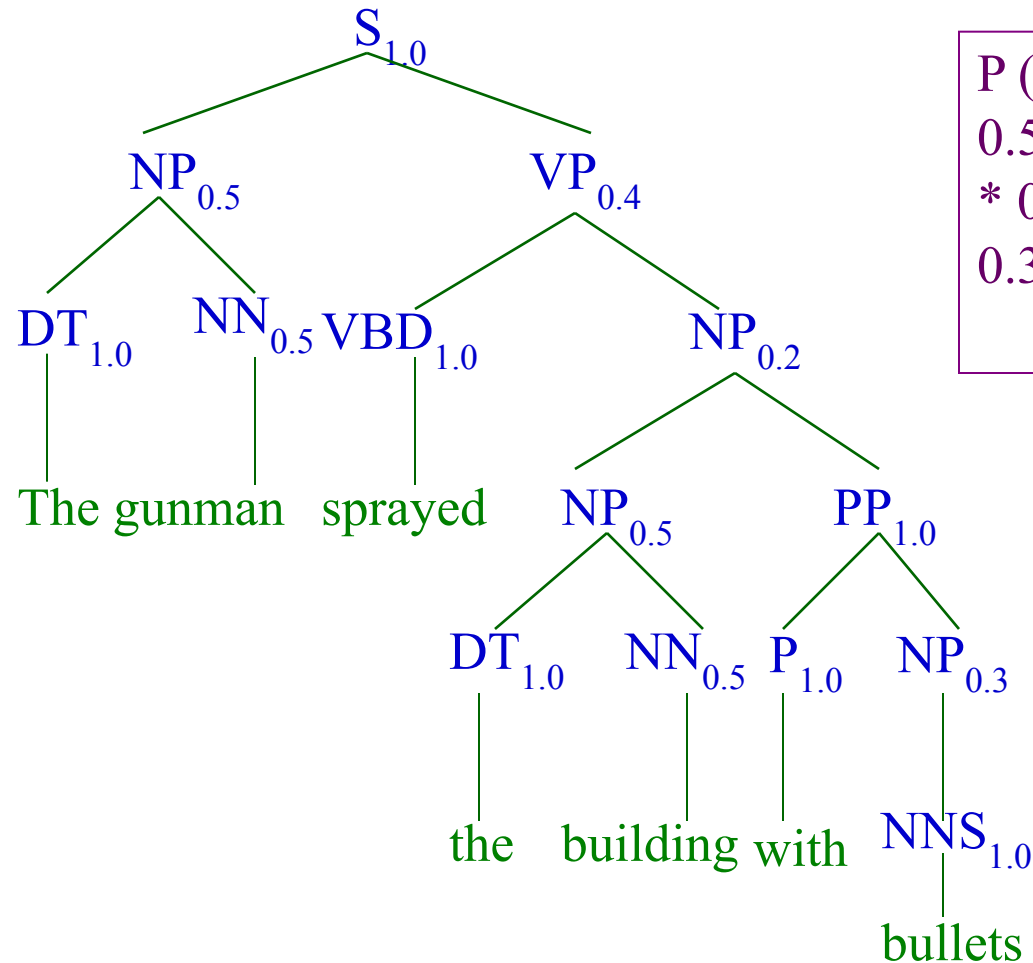 S1.0
P (
0.5
NP0.5 VP0.4
* 0
0.3
DT1.0 NN0.5 VBD1.0 NP0.2
The gunman sprayed NP0.5 PP1.0
DT1.0 NN0.5 P1.0 NP0.3
the building with NNS1.0
bullets